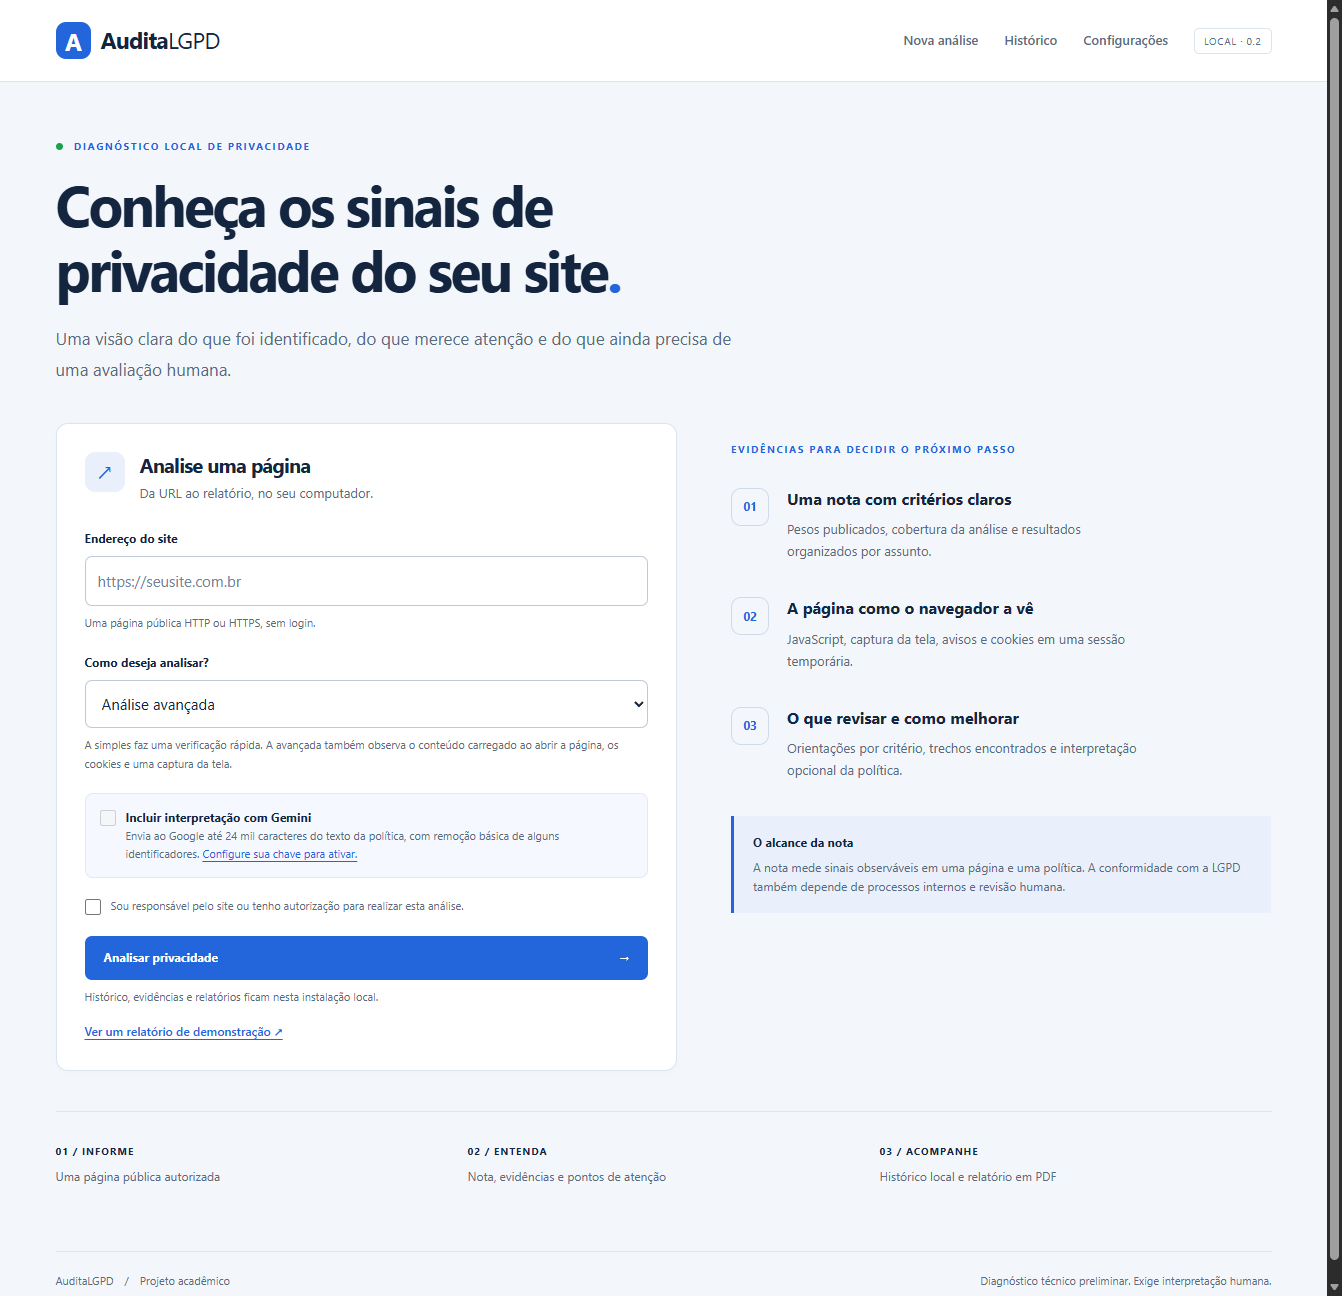 A AuditaLGPD
Nova análise
Histórico
Configurações
LOCAL · 0.2
DIAGNÓSTICO LOCAL DE PRIVACIDADE
Conheça os sinais de
privacidade do seu site.
Uma visão clara do que foi identificado, do que merece atenção e do que ainda precisa de
uma avaliação humana.
↗
Analise uma página
Da URL ao relatório, no seu computador.
Endereço do site
https://seusite.com.br
Uma página pública HTTP ou HTTPS, sem login.
Como deseja analisar?
Análise avançada
A simples faz uma verificação rápida. A avançada também observa o conteúdo carregado ao abrir a página, os
cookies e uma captura da tela.
Incluir interpretação com Gemini
Envia ao Google até 24 mil caracteres do texto da política, com remoção básica de alguns
identificadores. Configure sua chave para ativar.
Sou responsável pelo site ou tenho autorização para realizar esta análise.
Analisar privacidade →
Histórico, evidências e relatórios ficam nesta instalação local.
Ver um relatório de demonstração ↗
EVIDÊNCIAS PARA DECIDIR O PRÓXIMO PASSO
01
Uma nota com critérios claros
Pesos publicados, cobertura da análise e resultados
organizados por assunto.
02
A página como o navegador a vê
JavaScript, captura da tela, avisos e cookies em uma sessão
temporária.
03
O que revisar e como melhorar
Orientações por critério, trechos encontrados e interpretação
opcional da política.
O alcance da nota
A nota mede sinais observáveis em uma página e uma política. A conformidade com a LGPD
também depende de processos internos e revisão humana.
01 / INFORME
Uma página pública autorizada
02 / ENTENDA
Nota, evidências e pontos de atenção
03 / ACOMPANHE
Histórico local e relatório em PDF
AuditaLGPD / Projeto acadêmico
Diagnóstico técnico preliminar. Exige interpretação humana.